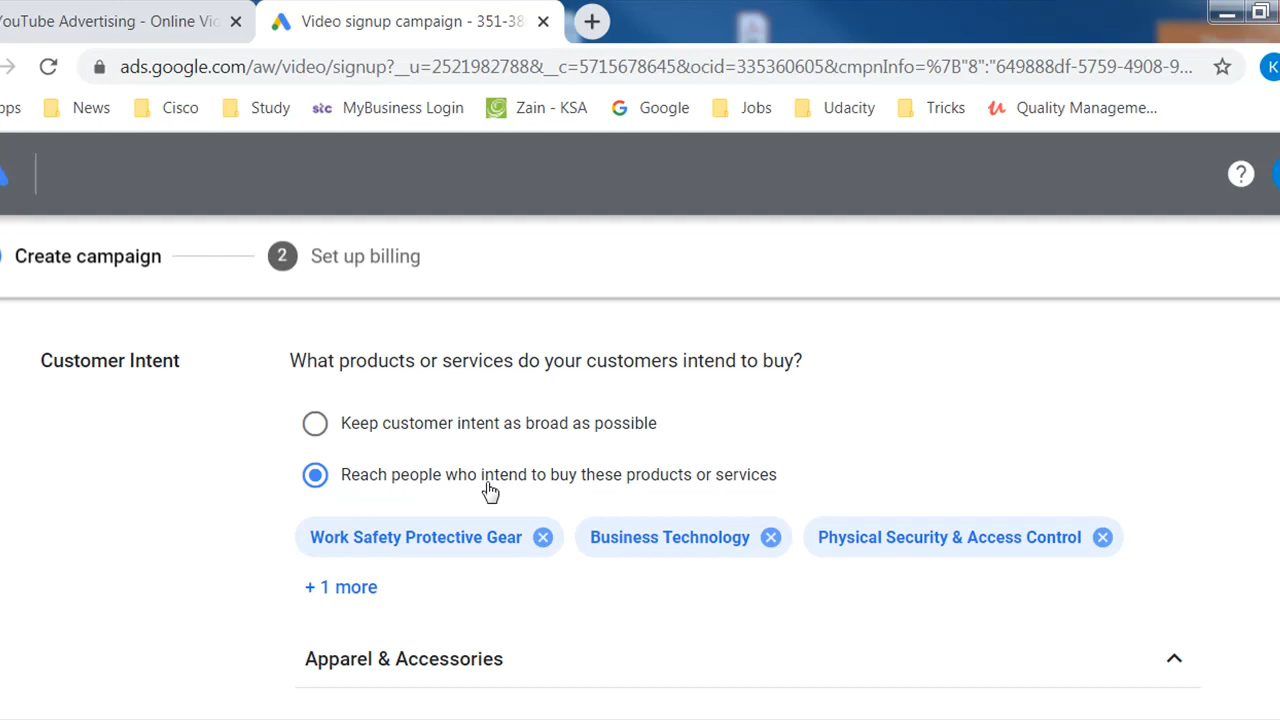 YouTube Advertising - Online Vi
Video signup campaign - 351-38
ads.google.com/aw/video/signup?__u=2521982788&__c=5715678645&ocid=335360605&cmpnInfo=%7B"8":"649888df-5759-4908-9...
K
pps
News
Cisco
Study
stc MyBusiness Login
Zain - KSA
G Google
Jobs
Udacity
Tricks
Quality Manageme...
?
Create campaign
2 Set up billing
Customer Intent
What products or services do your customers intend to buy?
Keep customer intent as broad as possible
Reach people who intend to buy these products or services
Work Safety Protective Gear
Business Technology
Physical Security & Access Control
+ 1 more
Apparel & Accessories